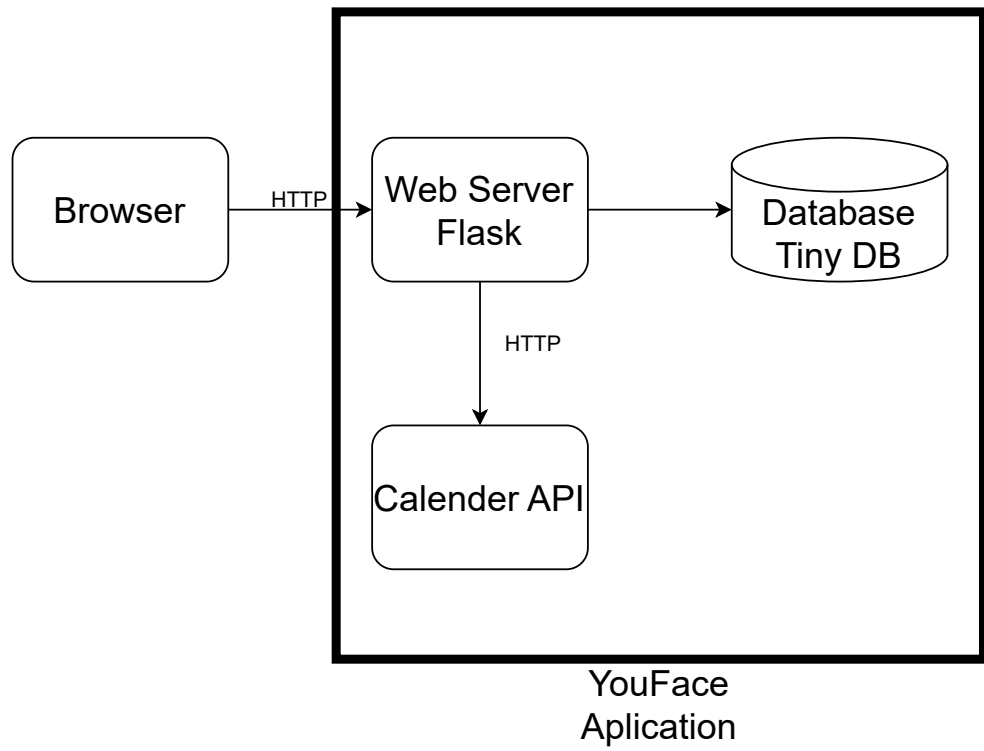 Browser
HTTP
Web Server
Flask
Database
Tiny DB
HTTP
Calender API
YouFace
Aplication